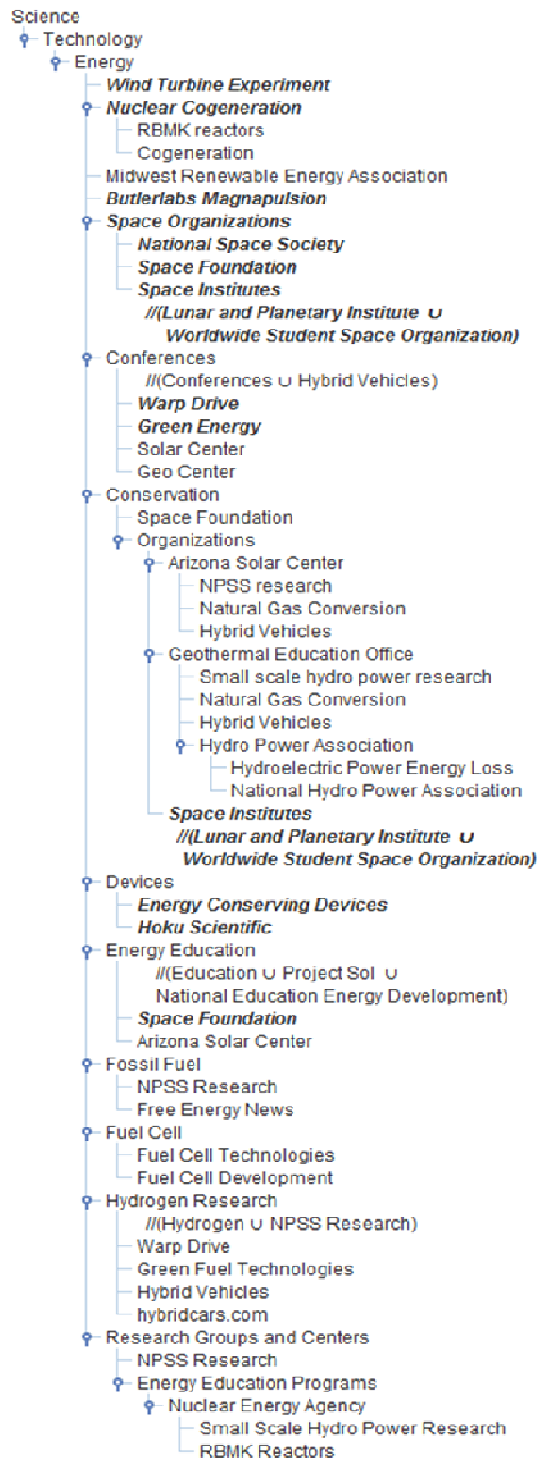 Science
Technology
Energy
Wind Turbine Experiment
Nuclear Cogeneration
RBMK reactors
Cogeneration
Midwest Renewable Energy Association
Butlerlabs Magnapulsion
Space Organizations
National Space Society
Space Foundation
Space Institutes
//(Lunar and Planetary Institute ∪
Worldwide Student Space Organization)
Conferences
//(Conferences ∪ Hybrid Vehicles)
Warp Drive
Green Energy
Solar Center
Geo Center
Conservation
Space Foundation
Organizations
Arizona Solar Center
NPSS research
Natural Gas Conversion
Hybrid Vehicles
Geothermal Education Office
Small scale hydro power research
Natural Gas Conversion
Hybrid Vehicles
Hydro Power Association
Hydroelectric Power Energy Loss
National Hydro Power Association
Space Institutes
//(Lunar and Planetary Institute ∪
Worldwide Student Space Organization)
Devices
Energy Conserving Devices
Hoku Scientific
Energy Education
//(Education ∪ Project Sol ∪
National Education Energy Development)
Space Foundation
Arizona Solar Center
Fossil Fuel
NPSS Research
Free Energy News
Fuel Cell
Fuel Cell Technologies
Fuel Cell Development
Hydrogen Research
//(Hydrogen ∪ NPSS Research)
Warp Drive
Green Fuel Technologies
Hybrid Vehicles
hybridcars.com
Research Groups and Centers
NPSS Research
Energy Education Programs
Nuclear Energy Agency
Small Scale Hydro Power Research
RBMK Reactors